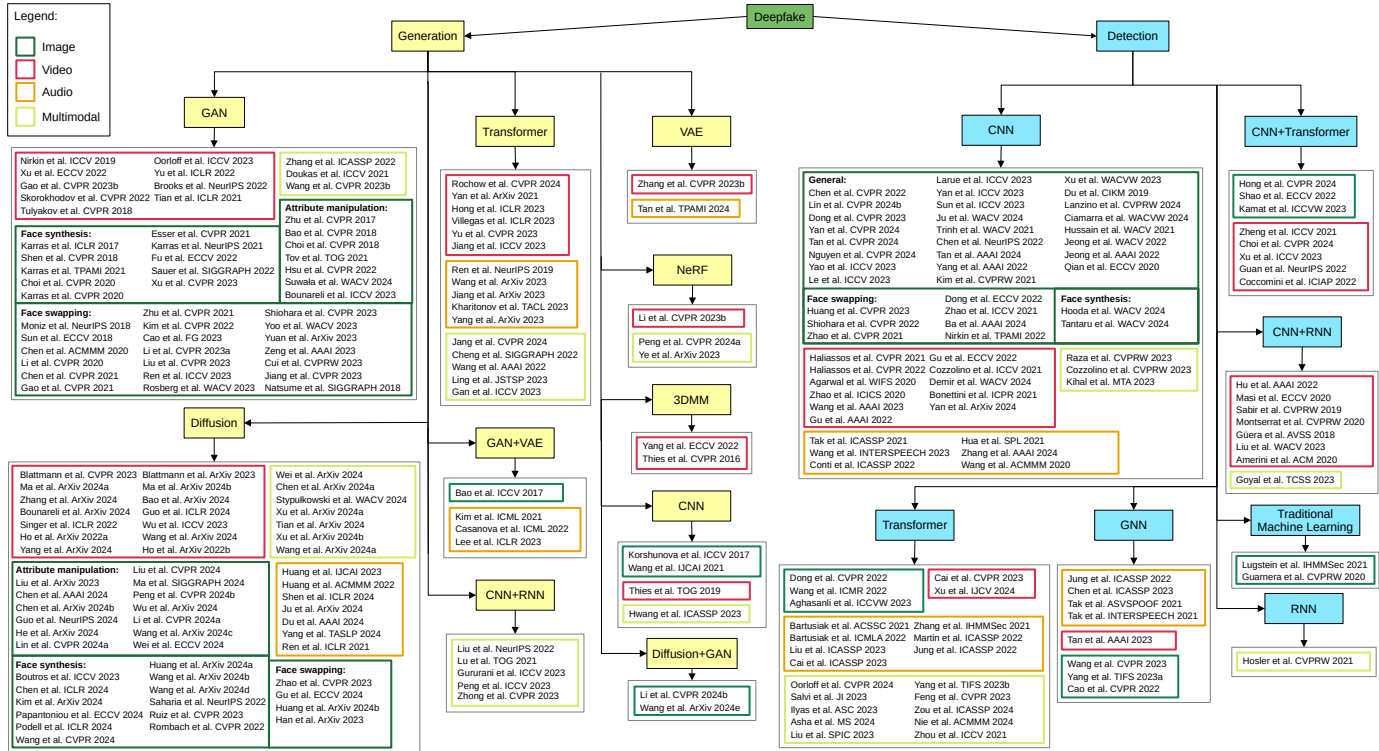 Legend:
Image
Video
Audio
Multimodal
Deepfake
Generation
Detection
GAN
Nirkin et al. ICCV 2019
Xu et al. ECCV 2022
Gao et al. CVPR 2023b
Skorokhodov et al. CVPR 2022
Tulyakov et al. CVPR 2018
Oorloff et al. ICCV 2023
Yu et al. ICLR 2022
Brooks et al. NeurIPS 2022
Tian et al. ICLR 2021
Zhang et al. ICASSP 2022
Doukas et al. ICCV 2021
Wang et al. CVPR 2023b
Face synthesis:
Karras et al. ICLR 2017
Shen et al. CVPR 2018
Karras et al. TPAMI 2021
Choi et al. CVPR 2020
Karras et al. CVPR 2020
Esser et al. CVPR 2021
Karras et al. NeurIPS 2021
Fu et al. ECCV 2022
Sauer et al. SIGGRAPH 2022
Xu et al. CVPR 2023
Attribute manipulation:
Zhu et al. CVPR 2017
Bao et al. CVPR 2018
Choi et al. CVPR 2018
Tov et al. TOG 2021
Hsu et al. CVPR 2022
Suwała et al. WACV 2024
Bounareli et al. ICCV 2023
Face swapping:
Moniz et al. NeurIPS 2018
Sun et al. ECCV 2018
Chen et al. ACMMM 2020
Li et al. CVPR 2020
Chen et al. CVPR 2021
Gao et al. CVPR 2021
Zhu et al. CVPR 2021
Kim et al. CVPR 2022
Cao et al. FG 2023
Li et al. CVPR 2023a
Liu et al. CVPR 2023
Ren et al. ICCV 2023
Rosberg et al. WACV 2023
Shiohara et al. CVPR 2023
Yoo et al. WACV 2023
Yuan et al. ArXiv 2023
Zeng et al. AAAI 2023
Cui et al. CVPRW 2023
Jiang et al. CVPR 2023
Natsume et al. SIGGRAPH 2018
Diffusion
Blattmann et al. CVPR 2023
Ma et al. ArXiv 2024a
Zhang et al. ArXiv 2024
Bounareli et al. ArXiv 2024
Singer et al. ICLR 2022
Ho et al. ArXiv 2022a
Yang et al. ArXiv 2024
Blattmann et al. ArXiv 2023
Ma et al. ArXiv 2024b
Bao et al. ArXiv 2024
Guo et al. ICLR 2024
Wu et al. ICCV 2023
Wang et al. ArXiv 2024
Ho et al. ArXiv 2022b
Wei et al. ArXiv 2024
Chen et al. ArXiv 2024a
Stypułkowski et al. WACV 2024
Xu et al. ArXiv 2024a
Tian et al. ArXiv 2024
Xu et al. ArXiv 2024b
Wang et al. ArXiv 2024a
Attribute manipulation:
Liu et al. ArXiv 2023
Chen et al. AAAI 2024
Chen et al. ArXiv 2024b
Guo et al. NeurIPS 2024
He et al. ArXiv 2024
Lin et al. CVPR 2024a
Liu et al. CVPR 2024
Ma et al. SIGGRAPH 2024
Peng et al. CVPR 2024b
Wu et al. ArXiv 2024
Li et al. CVPR 2024a
Wang et al. ArXiv 2024c
Wei et al. ECCV 2024
Huang et al. IJCAI 2023
Huang et al. ACMMM 2022
Shen et al. ICLR 2024
Ju et al. ArXiv 2024
Du et al. AAAI 2024
Yang et al. TASLP 2024
Ren et al. ICLR 2021
Face synthesis:
Boutros et al. ICCV 2023
Chen et al. ICLR 2024
Kim et al. ArXiv 2024
Papantoniou et al. ECCV 2024
Podell et al. ICLR 2024
Wang et al. CVPR 2024
Huang et al. ArXiv 2024a
Wang et al. ArXiv 2024b
Wang et al. ArXiv 2024d
Saharia et al. NeurIPS 2022
Ruiz et al. CVPR 2023
Rombach et al. CVPR 2022
Face swapping:
Zhao et al. CVPR 2023
Gu et al. ECCV 2024
Huang et al. ArXiv 2024b
Han et al. ArXiv 2023
Transformer
Rochow et al. CVPR 2024
Yan et al. ArXiv 2021
Hong et al. ICLR 2023
Villegas et al. ICLR 2023
Yu et al. CVPR 2023
Jiang et al. ICCV 2023
Ren et al. NeurIPS 2019
Wang et al. ArXiv 2023
Jiang et al. ArXiv 2023
Kharitonov et al. TACL 2023
Yang et al. ArXiv 2023
Jang et al. CVPR 2024
Cheng et al. SIGGRAPH 2022
Wang et al. AAAI 2022
Ling et al. JSTSP 2023
Gan et al. ICCV 2023
GAN+VAE
Bao et al. ICCV 2017
Kim et al. ICML 2021
Casanova et al. ICML 2022
Lee et al. ICLR 2023
CNN+RNN
Liu et al. NeurIPS 2022
Lu et al. TOG 2021
Gururani et al. ICCV 2023
Peng et al. ICCV 2023
Zhong et al. CVPR 2023
VAE
Zhang et al. CVPR 2023b
Tan et al. TPAMI 2024
NeRF
Li et al. CVPR 2023b
Peng et al. CVPR 2024a
Ye et al. ArXiv 2023
3DMM
Yang et al. ECCV 2022
Thies et al. CVPR 2016
CNN
Korshunova et al. ICCV 2017
Wang et al. IJCAI 2021
Thies et al. TOG 2019
Hwang et al. ICASSP 2023
Diffusion+GAN
Li et al. CVPR 2024b
Wang et al. ArXiv 2024e
CNN
General:
Chen et al. CVPR 2022
Lin et al. CVPR 2024b
Dong et al. CVPR 2023
Yan et al. CVPR 2024
Tan et al. CVPR 2024
Nguyen et al. CVPR 2024
Yao et al. ICCV 2023
Le et al. ICCV 2023
Larue et al. ICCV 2023
Yan et al. ICCV 2023
Sun et al. ICCV 2023
Ju et al. WACV 2024
Trinh et al. WACV 2021
Chen et al. NeurIPS 2022
Tan et al. AAAI 2024
Yang et al. AAAI 2022
Kim et al. CVPRW 2021
Xu et al. WACVW 2023
Du et al. CIKM 2019
Lanzino et al. CVPRW 2024
Ciamarra et al. WACVW 2024
Hussain et al. WACV 2021
Jeong et al. WACV 2022
Jeong et al. AAAI 2022
Qian et al. ECCV 2020
Face swapping:
Huang et al. CVPR 2023
Shiohara et al. CVPR 2022
Zhao et al. CVPR 2021
Dong et al. ECCV 2022
Zhao et al. ICCV 2021
Ba et al. AAAI 2024
Nirkin et al. TPAMI 2022
Face synthesis:
Hooda et al. WACV 2024
Tantaru et al. WACV 2024
Haliassos et al. CVPR 2021
Haliassos et al. CVPR 2022
Agarwal et al. WIFS 2020
Zhao et al. ICICS 2020
Wang et al. AAAI 2023
Gu et al. AAAI 2022
Gu et al. ECCV 2022
Cozzolino et al. ICCV 2021
Demir et al. WACV 2024
Bonettini et al. ICPR 2021
Yan et al. ArXiv 2024
Raza et al. CVPRW 2023
Cozzolino et al. CVPRW 2023
Kihal et al. MTA 2023
Tak et al. ICASSP 2021
Wang et al. INTERSPEECH 2023
Conti et al. ICASSP 2022
Hua et al. SPL 2021
Zhang et al. AAAI 2024
Wang et al. ACMMM 2020
Transformer
Dong et al. CVPR 2022
Wang et al. ICMR 2022
Aghasanli et al. ICCVW 2023
Cai et al. CVPR 2023
Xu et al. IJCV 2024
Bartusiak et al. ACSSC 2021
Bartusiak et al. ICMLA 2022
Liu et al. ICASSP 2023
Cai et al. ICASSP 2023
Zhang et al. IHMMSec 2021
Martin et al. ICASSP 2022
Jung et al. ICASSP 2022
Oorloff et al. CVPR 2024
Salvi et al. JI 2023
Ilyas et al. ASC 2023
Asha et al. MS 2024
Liu et al. SPIC 2023
Yang et al. TIFS 2023b
Feng et al. CVPR 2023
Zou et al. ICASSP 2024
Nie et al. ACMMM 2024
Zhou et al. ICCV 2021
GNN
Jung et al. ICASSP 2022
Chen et al. ICASSP 2023
Tak et al. ASVSPOOF 2021
Tak et al. INTERSPEECH 2021
Tan et al. AAAI 2023
Wang et al. CVPR 2023
Yang et al. TIFS 2023a
Cao et al. CVPR 2022
CNN+Transformer
Hong et al. CVPR 2024
Shao et al. ECCV 2022
Kamat et al. ICCVW 2023
Zheng et al. ICCV 2021
Choi et al. CVPR 2024
Xu et al. ICCV 2023
Guan et al. NeurIPS 2022
Coccomini et al. ICIAP 2022
CNN+RNN
Hu et al. AAAI 2022
Masi et al. ECCV 2020
Sabir et al. CVPRW 2019
Montserrat et al. CVPRW 2020
Güera et al. AVSS 2018
Liu et al. WACV 2023
Amerini et al. ACM 2020
Goyal et al. TCSS 2023
Traditional
Machine Learning
Lugstein et al. IHMMSec 2021
Guarnera et al. CVPRW 2020
RNN
Hosler et al. CVPRW 2021